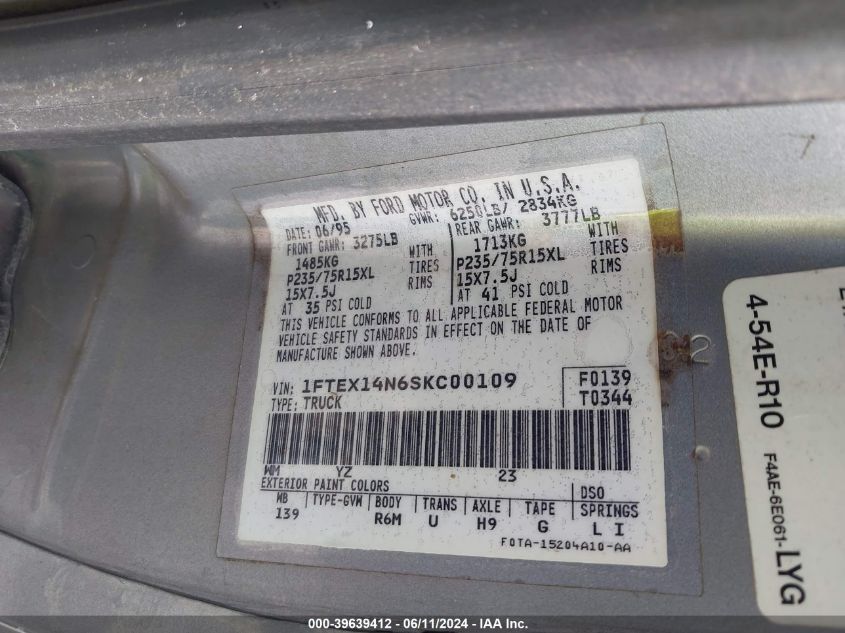 MFD. BY FORD MOTOR CO. IN U.S.A.
DATE: 06/95 GVWR: 6250LB/ 2834KG
FRONT GAWR: 3275LB REAR GAWR: 3777LB
1485KG WITH 1713KG WITH
P235/75R15XL TIRES P235/75R15XL TIRES
15X7.5J RIMS 15X7.5J RIMS
AT 35 PSI COLD AT 41 PSI COLD
THIS VEHICLE CONFORMS TO ALL APPLICABLE FEDERAL MOTOR
VEHICLE SAFETY STANDARDS IN EFFECT ON THE DATE OF
MANUFACTURE SHOWN ABOVE.
VIN: 1FTEX14N6SKC00109 F0139
TYPE: TRUCK T0344
WM YZ 23
EXTERIOR PAINT COLORS DSO
WB TYPE-GVM BODY TRANS AXLE TAPE SPRINGS
139 R6M U H9 G L I
F0TA-15204A10-AA
4-54E-R10
F4AE-6E061-LYG
000-39639412 - 06/11/2024 - IAA Inc.